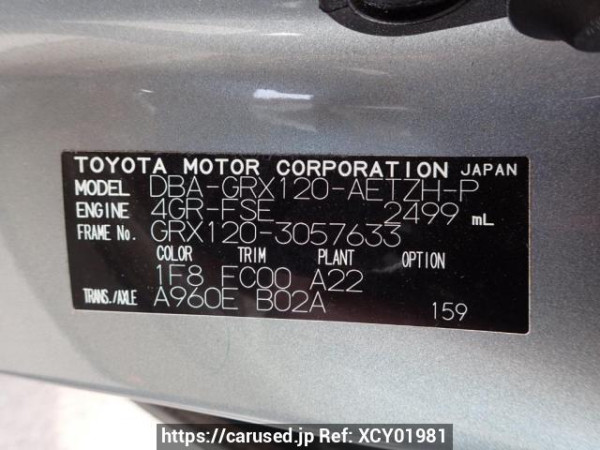 TOYOTA MOTOR CORPORATION JAPAN
MODEL DBA-GRX120-AETZH-P
ENGINE 4GR-FSE 2499 mL
FRAME No. GRX120-3057633
COLOR TRIM PLANT OPTION
1F8 FC00 A22
TRANS./AXLE A960E B02A 159
https://carused.jp Ref: XCY01981